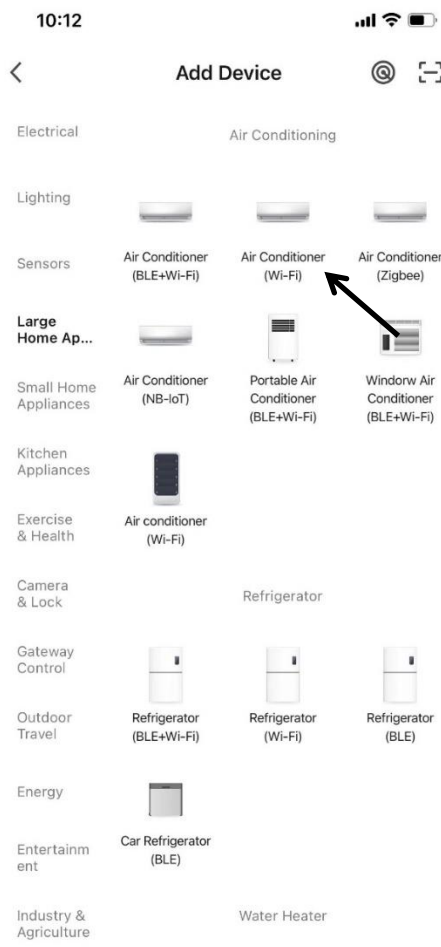 10:12
Add Device
Electrical
Lighting
Sensors
Large
Home Ap...
Small Home
Appliances
Kitchen
Appliances
Exercise
& Health
Camera
& Lock
Gateway
Control
Outdoor
Travel
Energy
Entertainm
ent
Industry &
Agriculture
Air Conditioning
Air Conditioner
(BLE+Wi-Fi)
Air Conditioner
(Wi-Fi)
Air Conditioner
(Zigbee)
Air Conditioner
(NB-IoT)
Portable Air
Conditioner
(BLE+Wi-Fi)
Windorw Air
Conditioner
(BLE+Wi-Fi)
Air conditioner
(Wi-Fi)
Refrigerator
Refrigerator
(BLE+Wi-Fi)
Refrigerator
(Wi-Fi)
Refrigerator
(BLE)
Car Refrigerator
(BLE)
Water Heater